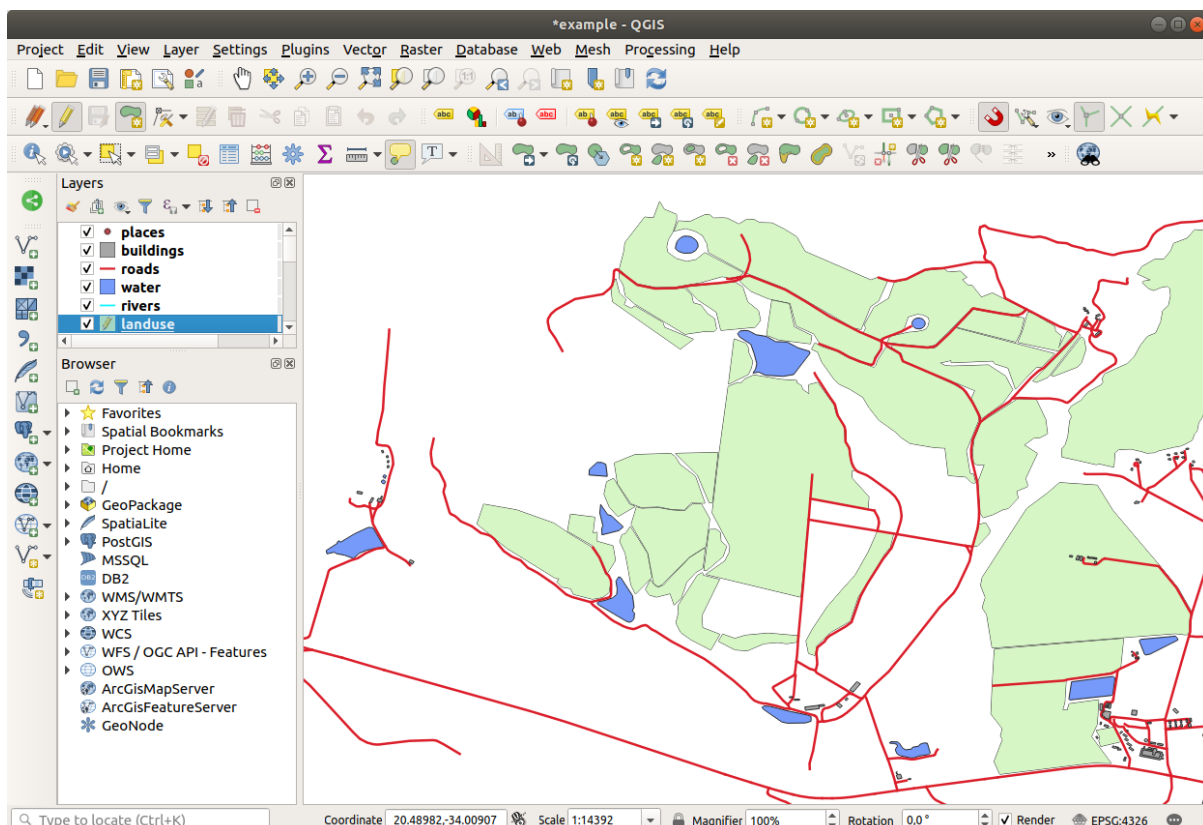 *example - QGIS
Project Edit View Layer Settings Plugins Vector Raster Database Web Mesh Processing Help
Layers
places
buildings
roads
water
rivers
landuse
Browser
Favorites
Spatial Bookmarks
Project Home
Home
/
GeoPackage
SpatiaLite
PostGIS
MSSQL
DB2
WMS/WMTS
XYZ Tiles
WCS
WFS / OGC API - Features
OWS
ArcGisMapServer
ArcGisFeatureServer
GeoNode
Type to locate (Ctrl+K) Coordinate 20.48982,-34.00907 Scale 1:14392 Magnifier 100% Rotation 0,0 ° Render EPSG:4326